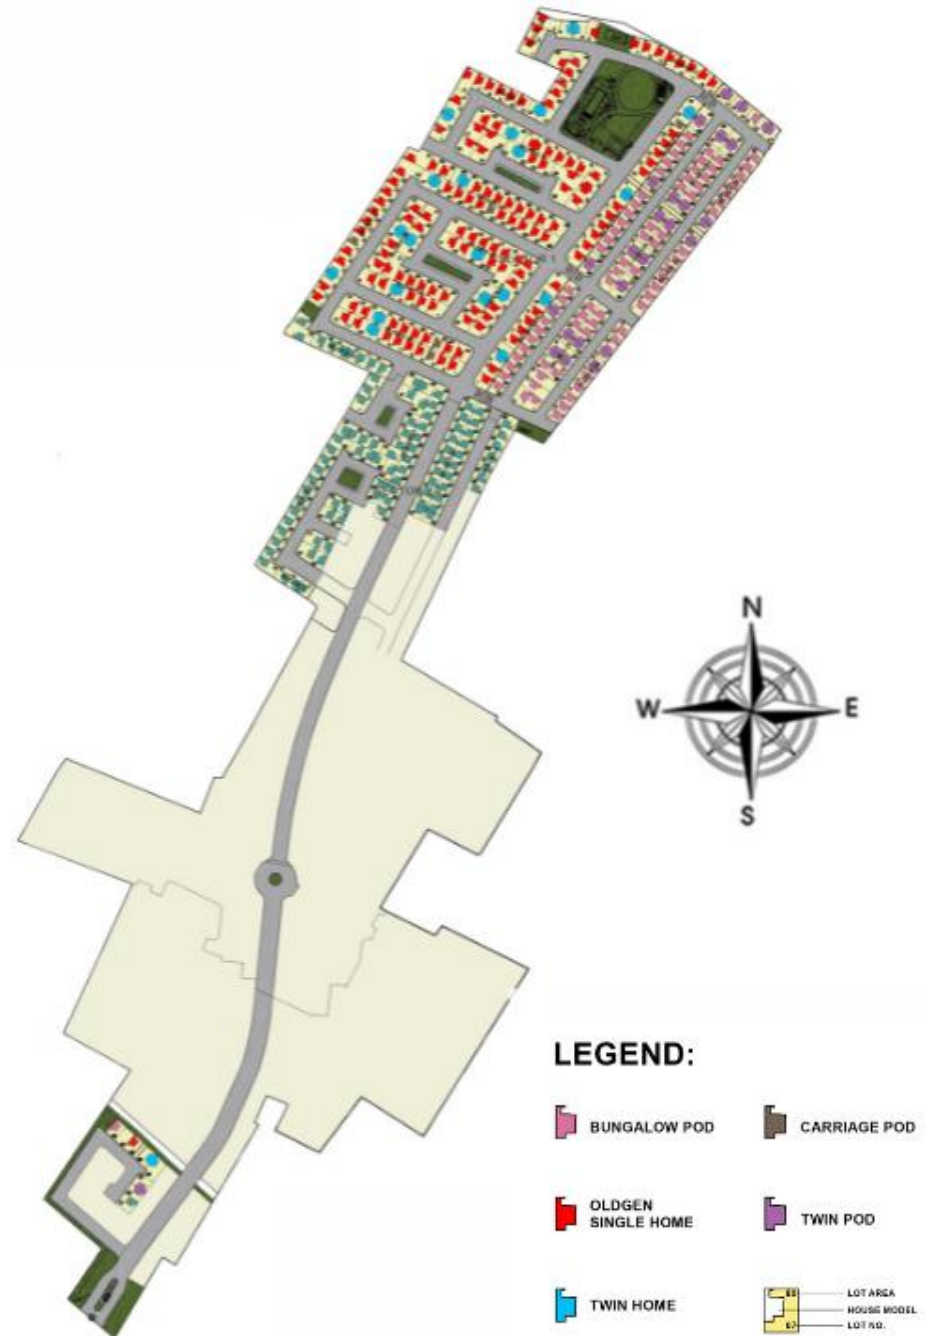 N
W E
S
LEGEND:
BUNGALOW POD
CARRIAGE POD
OLDGEN
SINGLE HOME
TWIN POD
TWIN HOME
LOT AREA
HOUSE MODEL
LOT NO.